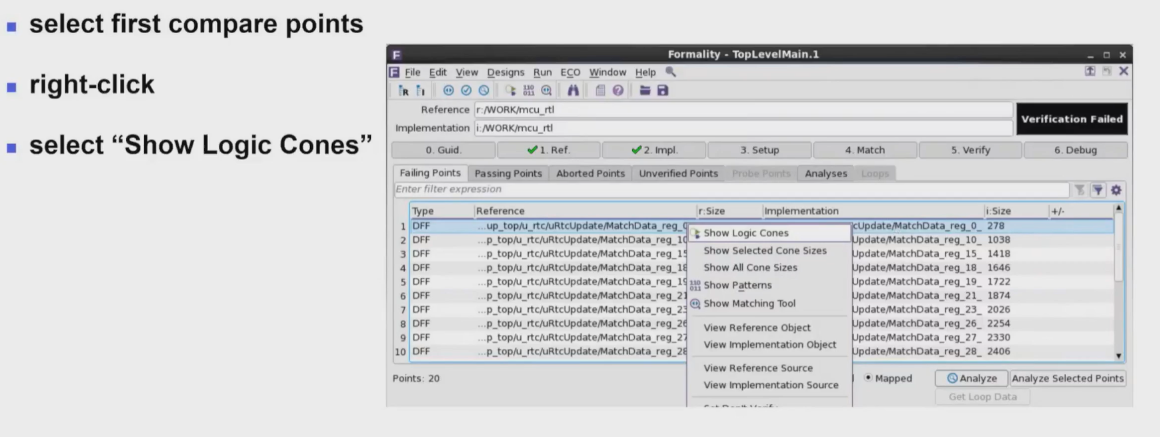 select first compare points
right-click
select “Show Logic Cones”
Formality - TopLevelMain.1
File Edit View Designs Run ECO Window Help
Reference r:/WORK/mcu_rtl
Implementation i:/WORK/mcu_rtl
Verification Failed
0. Guid. 1. Ref. 2. Impl. 3. Setup 4. Match 5. Verify 6. Debug
Failing Points Passing Points Aborted Points Unverified Points Probe Points Analyses Loops
Enter filter expression
Type Reference r:Size Implementation i:Size +/-
1 DFF ...up_top/u_rtc/uRtcUpdate/MatchData_reg_0 cUpdate/MatchData_reg_0_ 278
2 DFF ...p_top/u_rtc/uRtcUpdate/MatchData_reg_10 Update/MatchData_reg_10_ 1038
3 DFF ...p_top/u_rtc/uRtcUpdate/MatchData_reg_15 Update/MatchData_reg_15_ 1418
4 DFF ...p_top/u_rtc/uRtcUpdate/MatchData_reg_18 Update/MatchData_reg_18_ 1646
5 DFF ...p_top/u_rtc/uRtcUpdate/MatchData_reg_19 Update/MatchData_reg_19_ 1722
6 DFF ...p_top/u_rtc/uRtcUpdate/MatchData_reg_21 Update/MatchData_reg_21_ 1874
7 DFF ...p_top/u_rtc/uRtcUpdate/MatchData_reg_23 Update/MatchData_reg_23_ 2026
8 DFF ...p_top/u_rtc/uRtcUpdate/MatchData_reg_26 Update/MatchData_reg_26_ 2254
9 DFF ...p_top/u_rtc/uRtcUpdate/MatchData_reg_27 Update/MatchData_reg_27_ 2330
10 DFF ...p_top/u_rtc/uRtcUpdate/MatchData_reg_28 Update/MatchData_reg_28_ 2406
Show Logic Cones
Show Selected Cone Sizes
Show All Cone Sizes
Show Patterns
Show Matching Tool
View Reference Object
View Implementation Object
View Reference Source
View Implementation Source
Points: 20 Mapped Analyze Analyze Selected Points
Get Loop Data